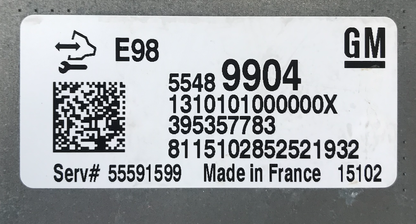 E98
GM
5548 9904
1310101000000X
395357783
8115102852521932
Serv# 55591599 Made in France 15102